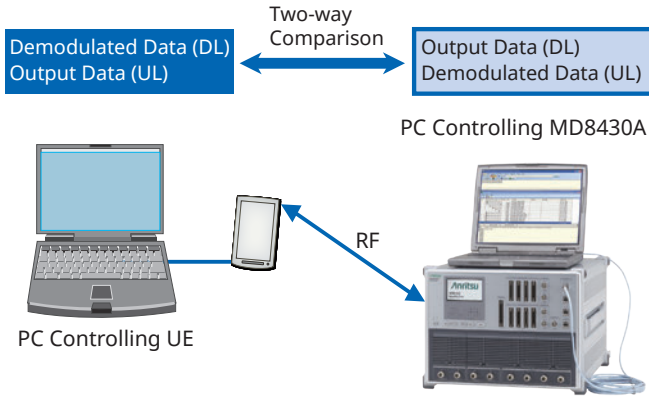 Two-way
Comparison
Demodulated Data (DL)
Output Data (UL)
Output Data (DL)
Demodulated Data (UL)
PC Controlling MD8430A
RF
Anritsu
PC Controlling UE